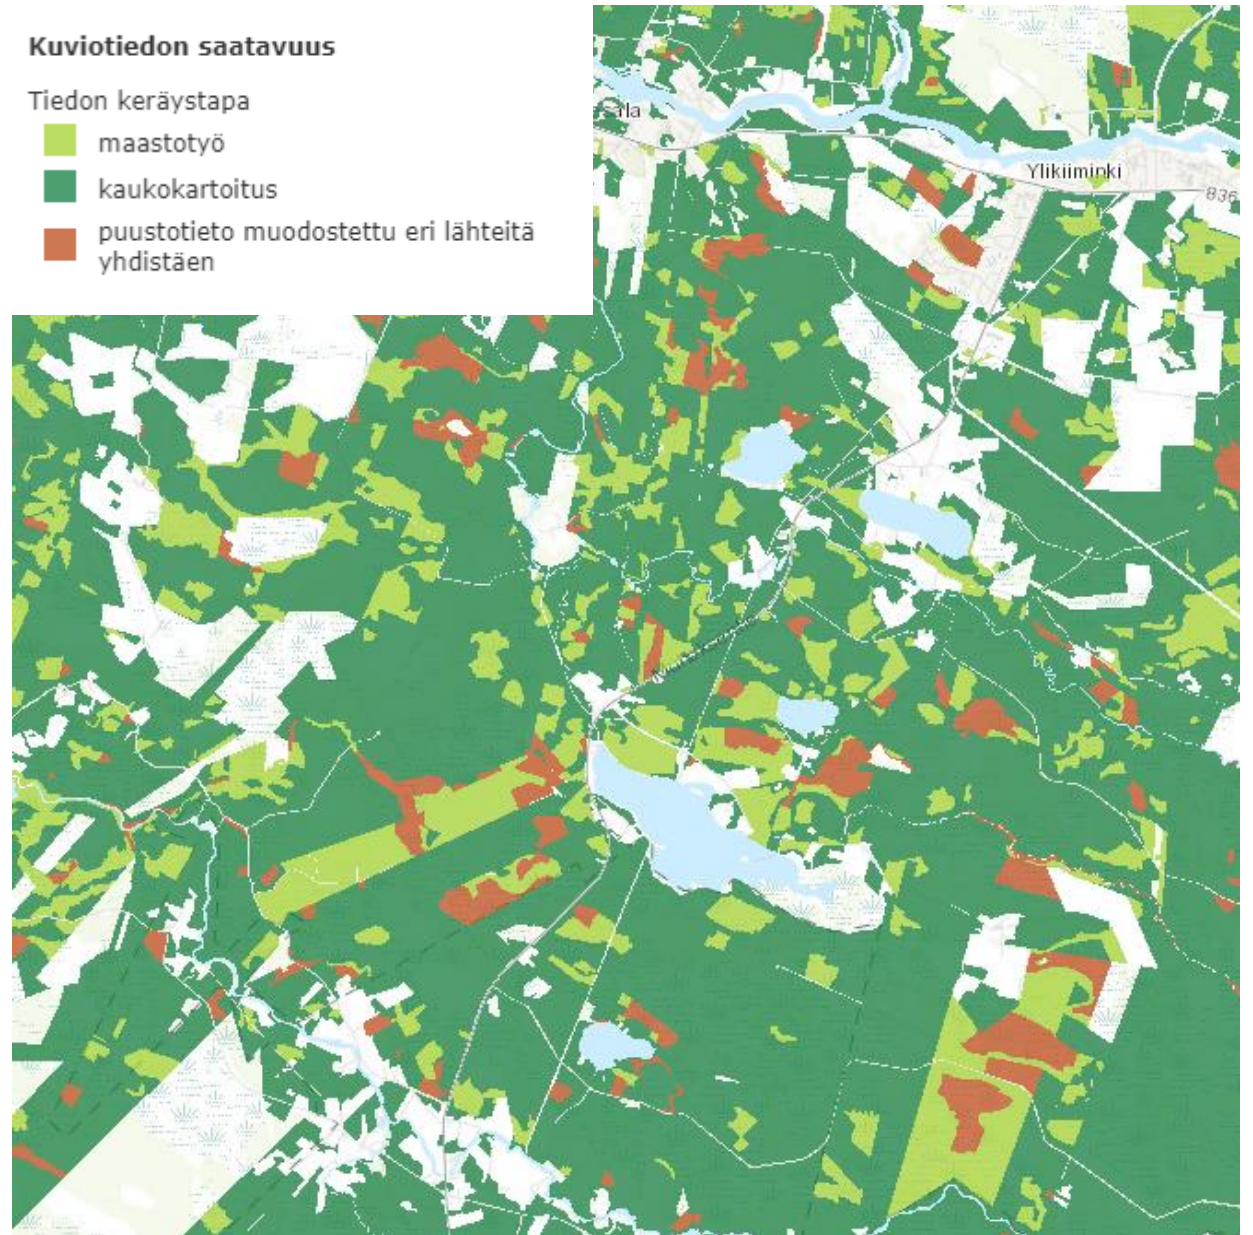 Kuviotiedon saatavuus
Tiedon keräystapa
maastotyö
kaukokartoitus
puustotieto muodostettu eri lähteitä
yhdistäen
Ylikiiminki
836